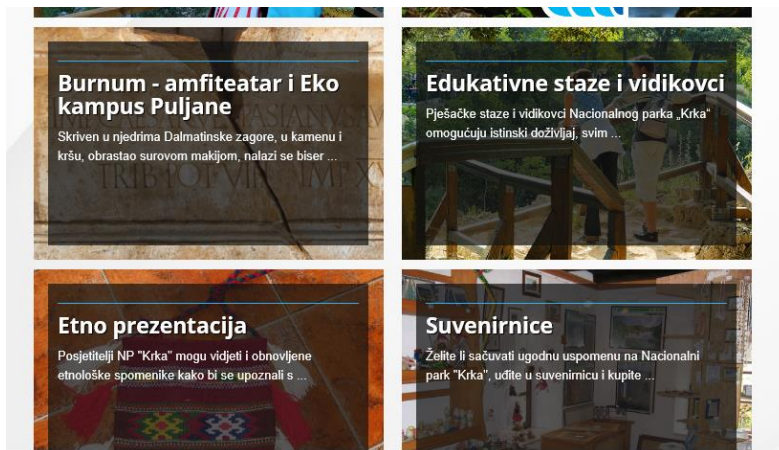 Burnum - amfiteatar i Eko
kampus Puljane
Skriven u njedrima Dalmatinske zagore, u kamenu i
kršu, obrastao surovom makijom, nalazi se biser ...
Edukativne staze i vidikovci
Pješačke staze i vidikovci Nacionalnog parka „Krka“
omogućuju istinski doživljaj, svim ...
Etno prezentacija
Posjetitelji NP "Krka" mogu vidjeti i obnovljene
etnološke spomenike kako bi se upoznali s ...
Suvenirnice
Želite li sačuvati ugodnu uspomenu na Nacionalni
park "Krka", uđite u suvenirnicu i kupite ...